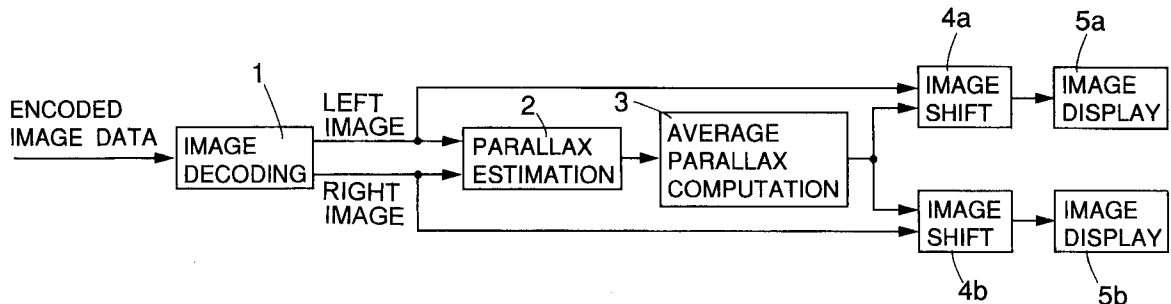 4a
5a
1
LEFT
IMAGE
2
3
IMAGE
SHIFT
IMAGE
DISPLAY
ENCODED
IMAGE DATA
IMAGE
DECODING
PARALLAX
ESTIMATION
AVERAGE
PARALLAX
COMPUTATION
RIGHT
IMAGE
IMAGE
SHIFT
IMAGE
DISPLAY
4b
5b